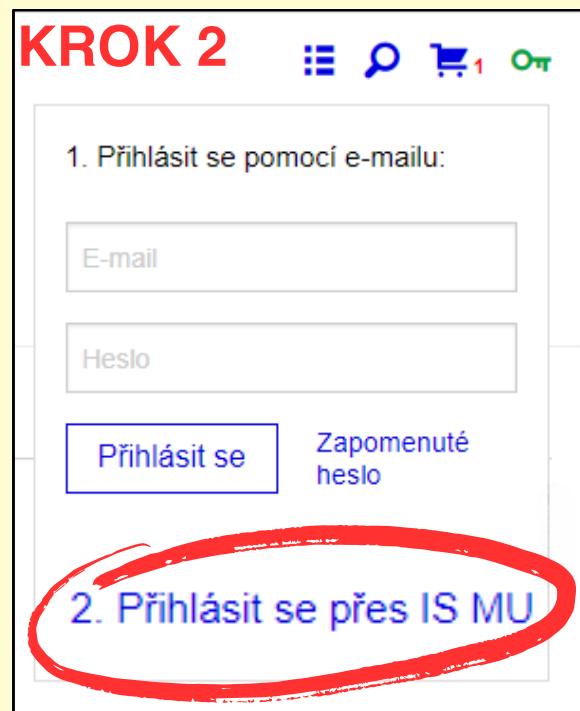 KROK 2
1
1. Přihlásit se pomocí e-mailu:
E-mail
Heslo
Přihlásit se
Zapomenuté
heslo
2. Přihlásit se přes IS MU